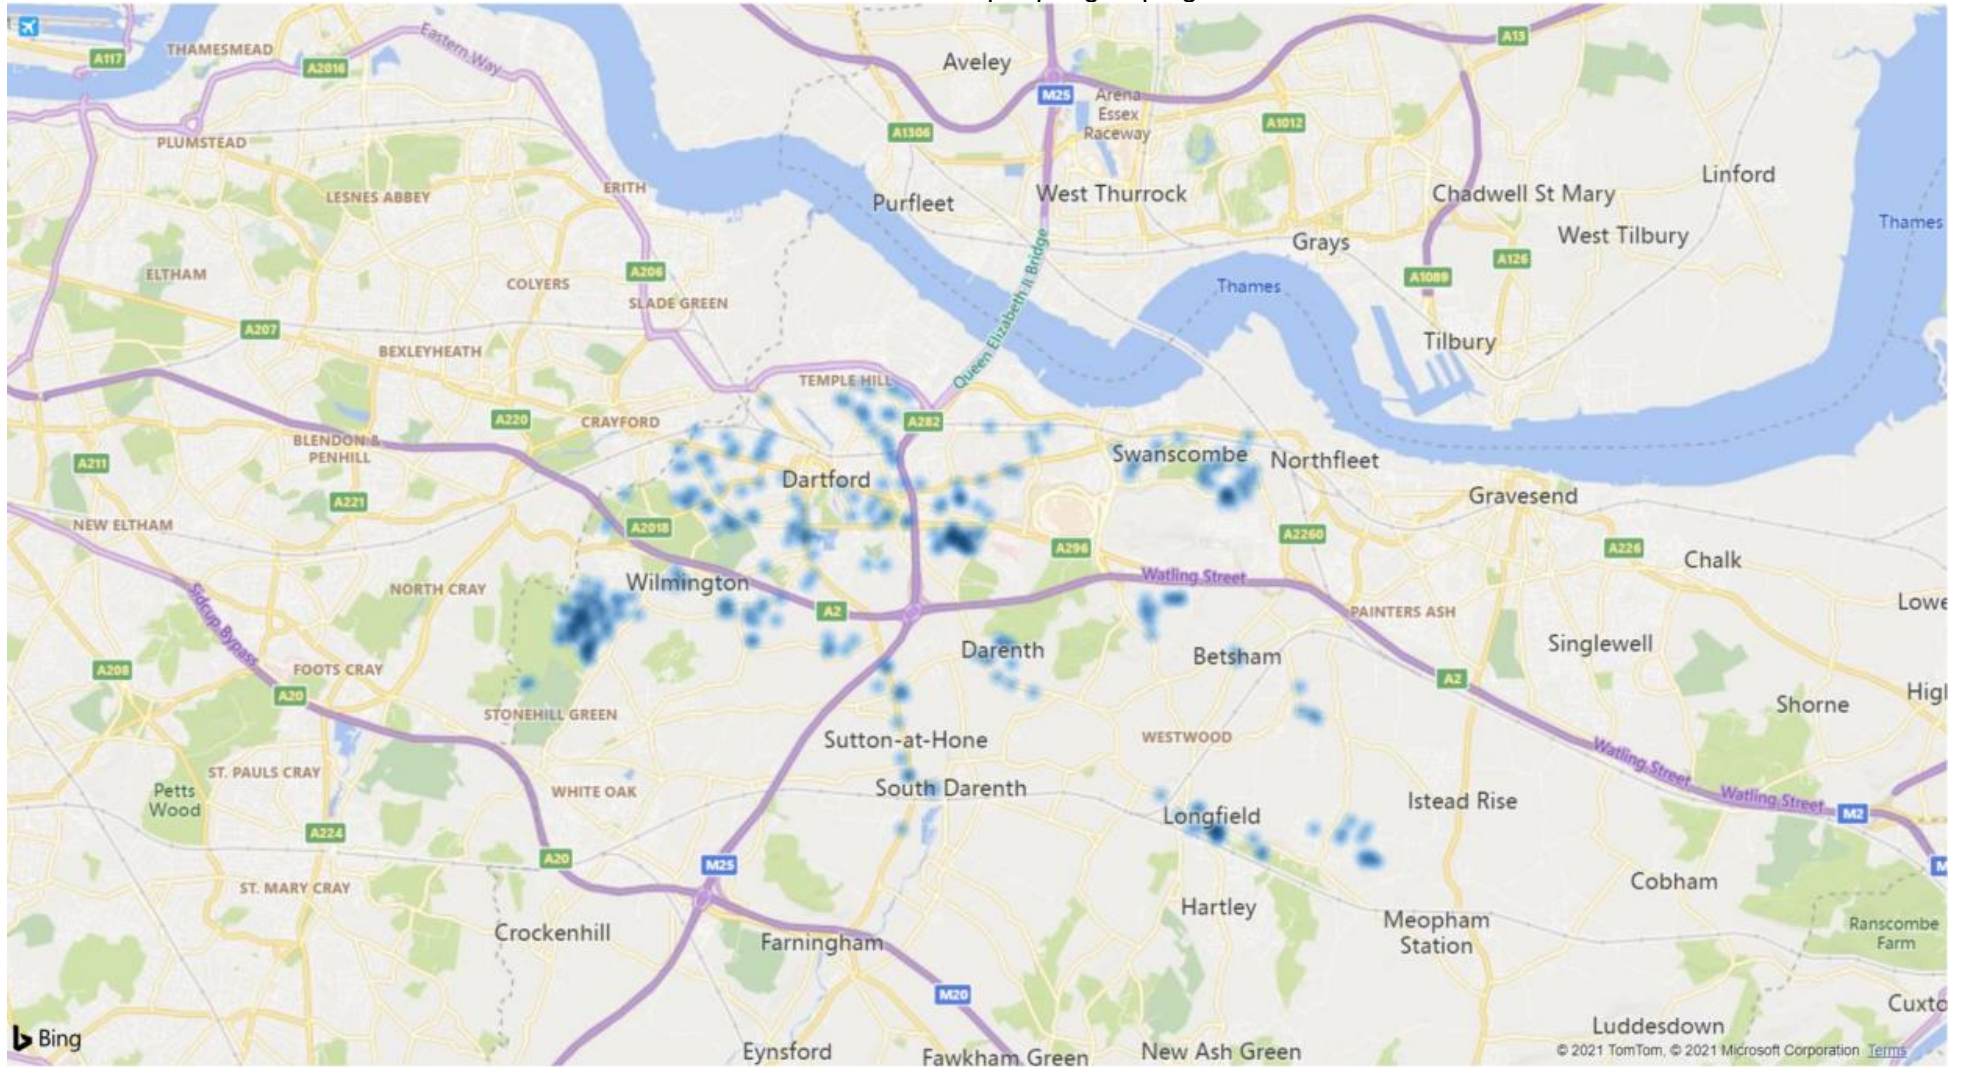 A117
THAMESMEAD
A2016
Eastern Way
Aveley
A13
M25
Arena
Essex
Raceway
A1306
A1012
PLUMSTEAD
LESNES ABBEY
ERITH
Purfleet
West Thurrock
Chadwell St Mary
Linford
Thames
West Tilbury
Grays
A126
A1089
ELTHAM
COLYERS
A206
SLADE GREEN
Queen Elizabeth II Bridge
Thames
Tilbury
A207
BEXLEYHEATH
TEMPLE HILL
A220
CRAYFORD
A282
BLENDON &
PENHILL
A211
A221
Dartford
Swanscombe
Northfleet
Gravesend
NEW ELTHAM
A2018
A296
A2260
A226
Chalk
Sidcup Bypass
NORTH CRAY
Wilmington
A2
Watling Street
PAINTERS ASH
Lowe
Singlewell
A208
FOOTS CRAY
A20
Darenth
Betsham
A2
Shorne
Higl
STONEHILL GREEN
Sutton-at-Hone
WESTWOOD
Watling Street
ST. PAULS CRAY
Petts
Wood
WHITE OAK
South Darenth
Longfield
Istead Rise
Watling Street
M2
A224
A20
M25
M
ST. MARY CRAY
Cobham
Hartley
Crockenhill
Farningham
Meopham
Station
Ranscombe
Farm
M20
Cuxto
Bing
Luddesdown
Eynsford
Fawkham Green
New Ash Green
© 2021 TomTom, © 2021 Microsoft Corporation Terms